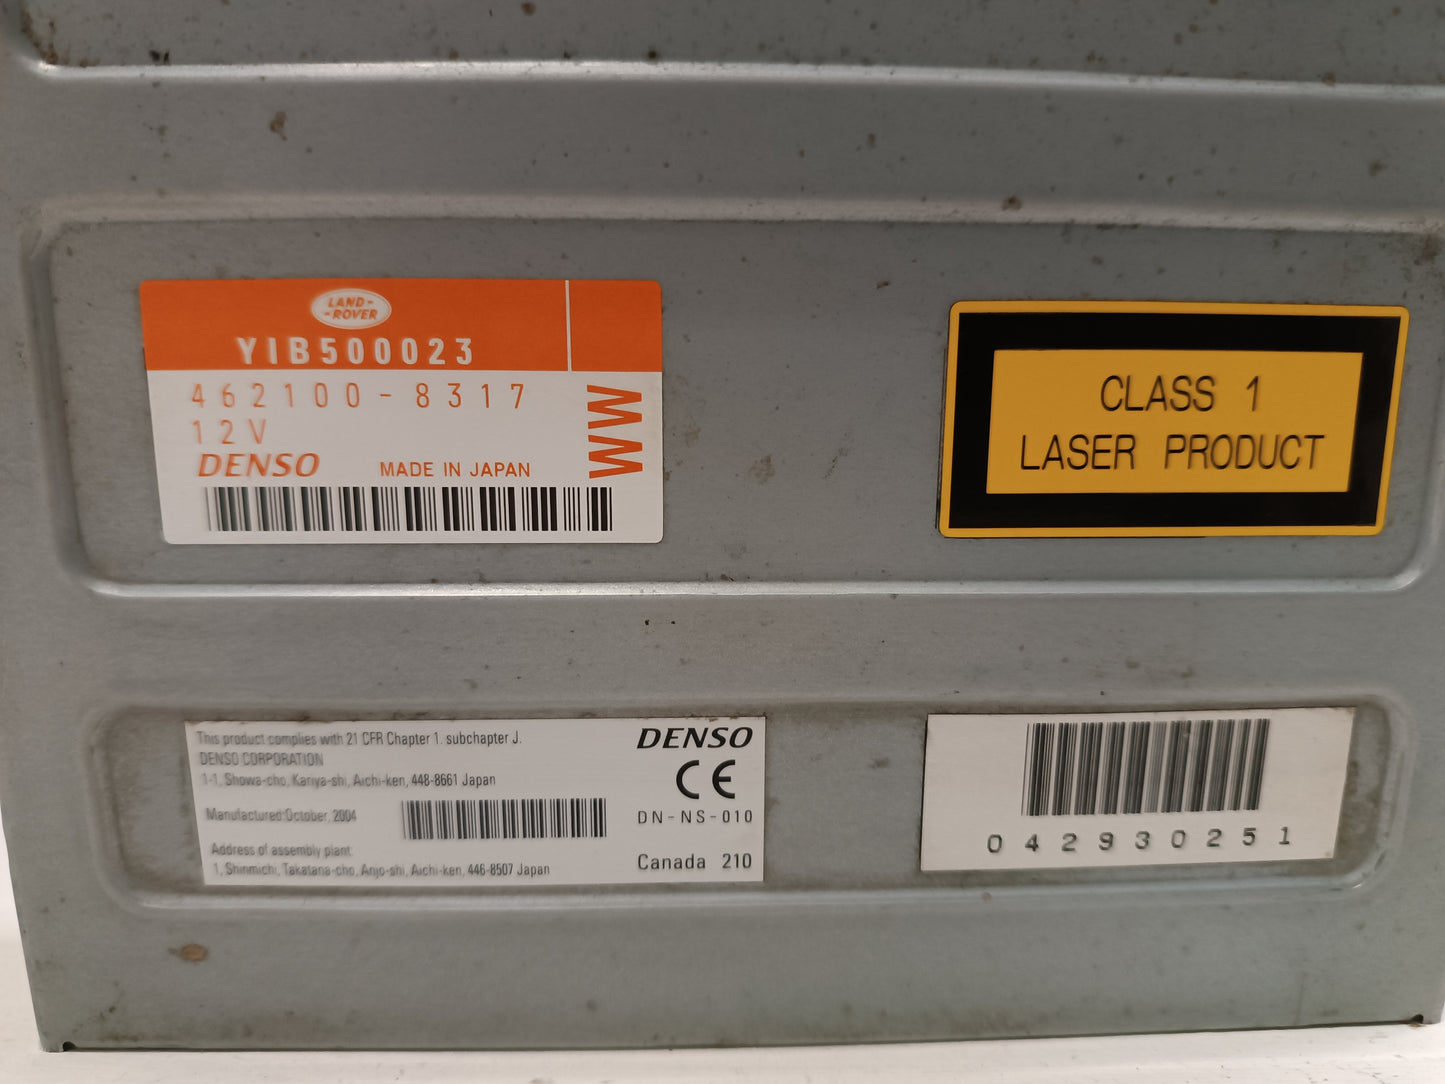 LAND-
-ROVER
YIB500023
462100-8317
12V
DENSO MADE IN JAPAN
WW
CLASS 1
LASER PRODUCT
This product complies with 21 CFR Chapter 1. subchapter J.
DENSO CORPORATION
1-1, Showa-cho, Kariya-shi, Aichi-ken, 448-8661 Japan
Manufactured:October, 2004
Address of assembly plant:
1, Shinmichi, Takatana-cho, Anjo-shi, Aichi-ken, 446-8507 Japan
DENSO
CE
DN-NS-010
Canada 210
042930251